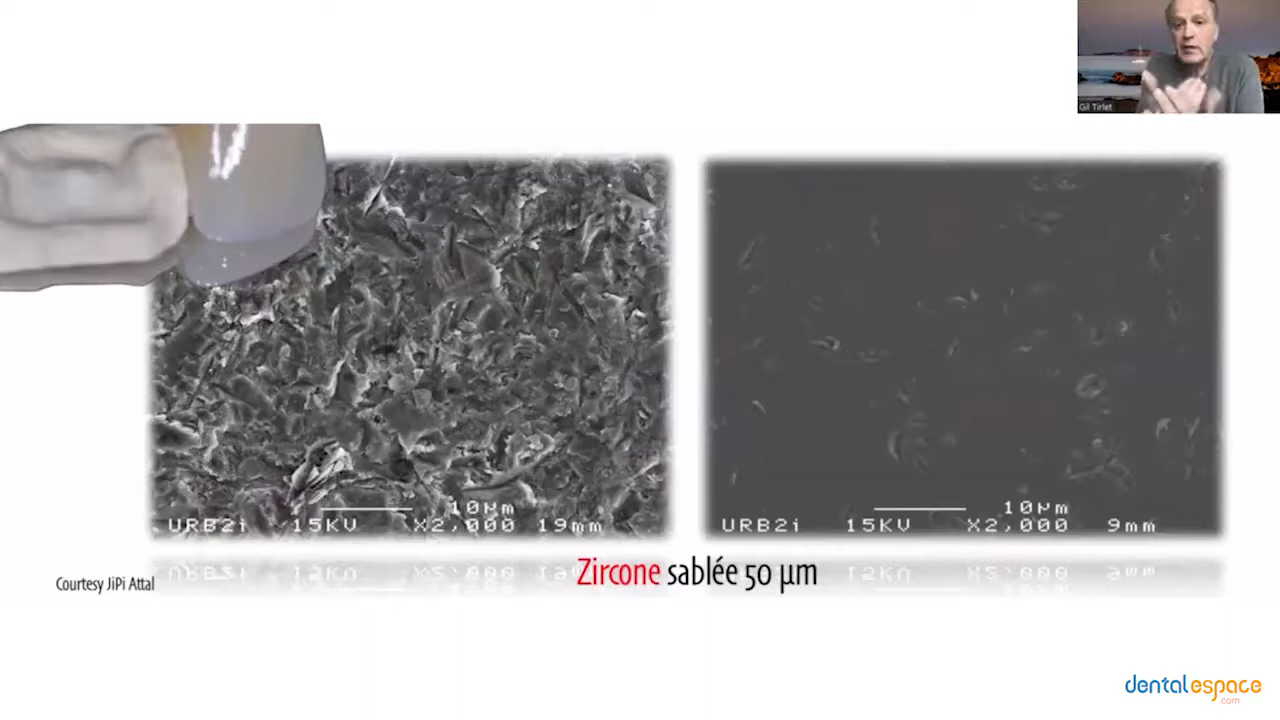 Gil Tirlet
10µm
URB2i 15KV X2,000 19mm
10µm
URB2i 15KV X2,000 9mm
Zircone sablée 50 µm
Courtesy JiPi Attal
dentalespace
.com